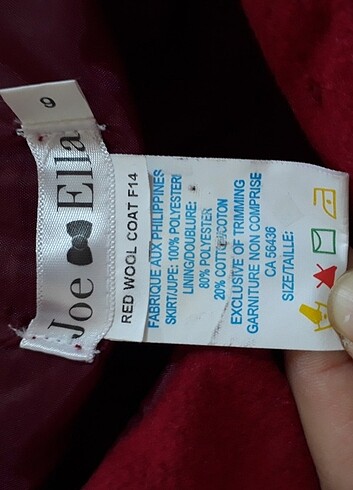 6
Joe Ella
RED WOOL COAT F14
FABRIQUE AUX PHILIPPINES
SKIRT/JUPE: 100% POLYESTER/
LINING/DOUBLURE:
80% POLYESTER
20% COTTON/COTON
EXCLUSIVE OF TRIMMING
GARNITURE NON COMPRISE
CA 56436
SIZE/TAILLE: